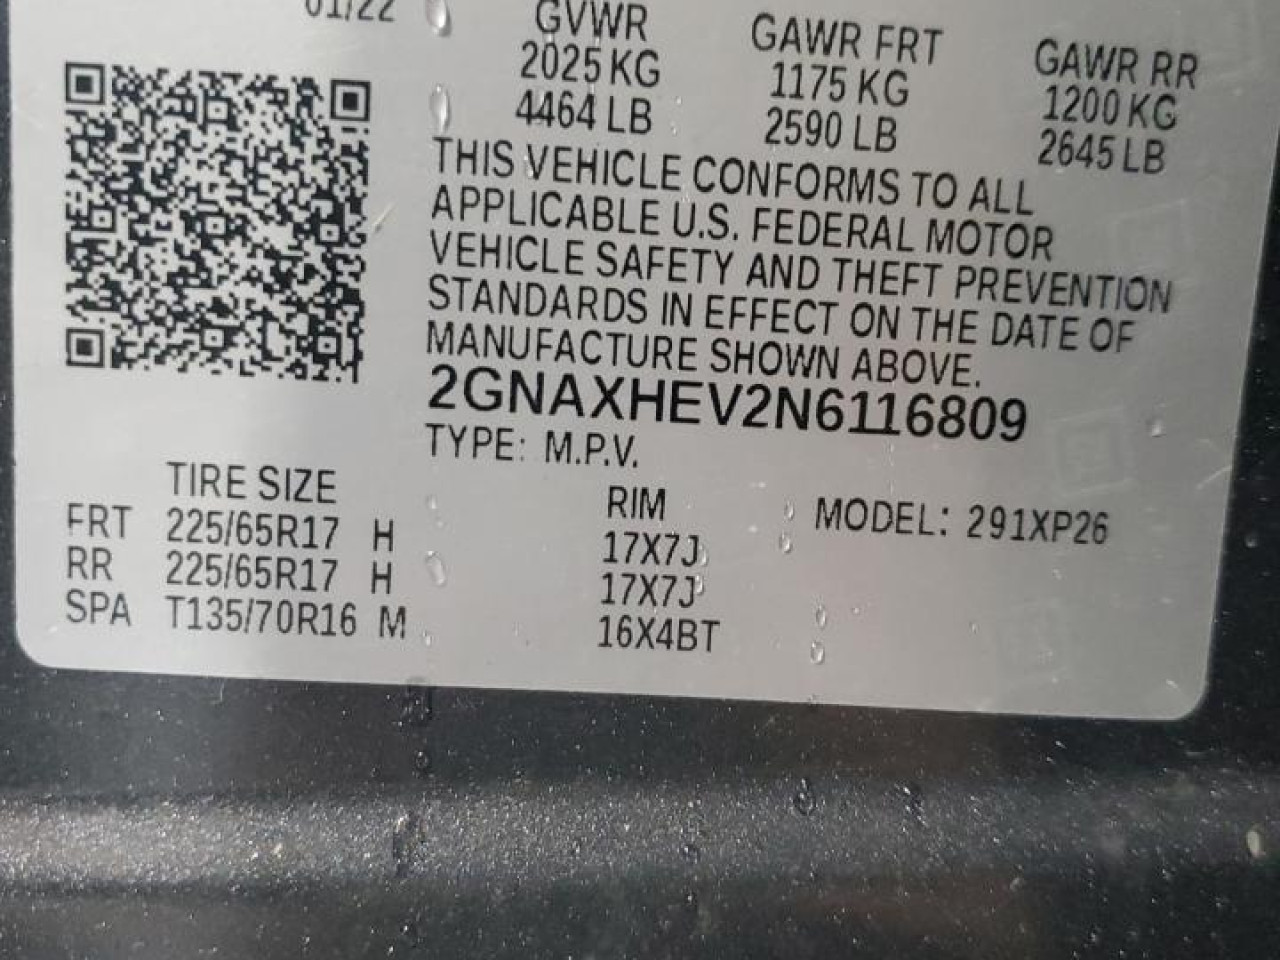 01/22
GVWR GAWR FRT GAWR RR
2025 KG 1175 KG 1200 KG
4464 LB 2590 LB 2645 LB
THIS VEHICLE CONFORMS TO ALL
APPLICABLE U.S. FEDERAL MOTOR
VEHICLE SAFETY AND THEFT PREVENTION
STANDARDS IN EFFECT ON THE DATE OF
MANUFACTURE SHOWN ABOVE.
2GNAXHEV2N6116809
TYPE: M.P.V.
TIRE SIZE RIM MODEL: 291XP26
FRT 225/65R17 H 17X7J
RR 225/65R17 H 17X7J
SPA T135/70R16 M 16X4BT